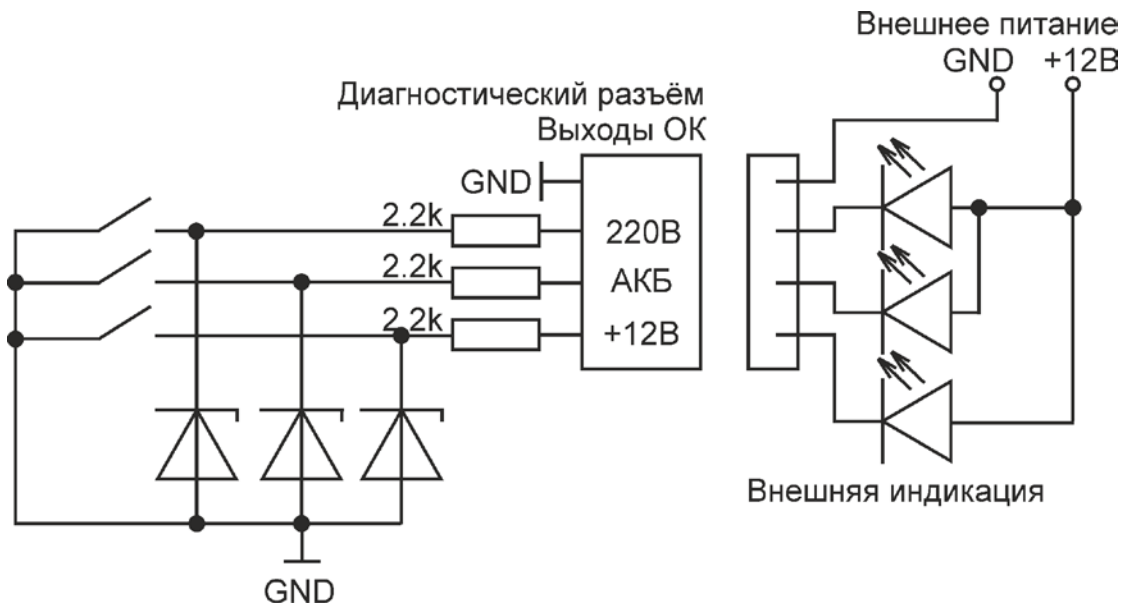 Внешнее питание
GND +12В
Диагностический разъём
Выходы ОК
GND
2.2k
220В
2.2k
АКБ
2.2k
+12В
Внешняя индикация
GND